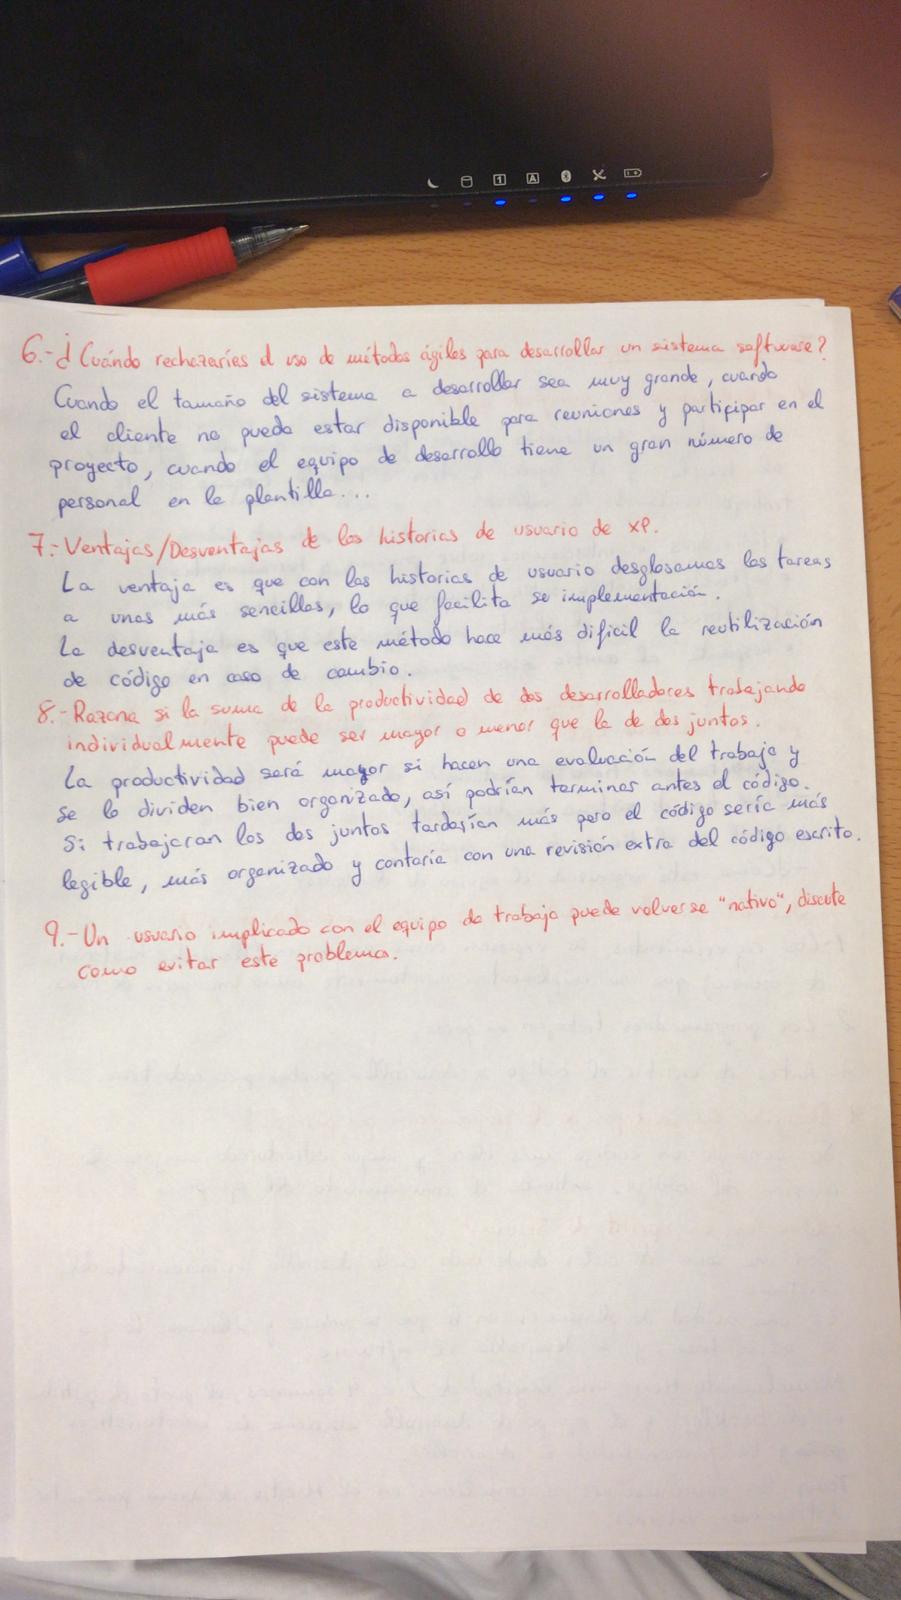 6.- ¿Cuándo rechazaríes el uso de métodos ágiles para desarrollar un sistema software?
Cuando el tamaño del sistema a desarrollar sea muy grande, cuando
el cliente no pueda estar disponible para reuniones y participar en el
proyecto, cuando el equipo de desarrollo tiene un gran número de
personal en la plantilla...
7.- Ventajas/Desventajas de las historias de usuario de XP.
La ventaja es que con las historias de usuario desglosamos las tareas
a unas más sencillas, lo que facilita su implementación.
La desventaja es que este método hace más difícil la reutilización
de código en caso de cambio.
8.- Razona si la suma de la productividad de dos desarrolladores trabajando
individualmente puede ser mayor o menor que la de dos juntos.
La productividad será mayor si hacen una evaluación del trabajo y
se lo dividen bien organizado, así podrían terminar antes el código.
Si trabajaran los dos juntos tardarían más pero el código sería más
legible, más organizado y contaría con una revisión extra del código escrito.
9.- Un usuario implicado con el equipo de trabajo puede volverse "nativo", discute
como evitar este problema.